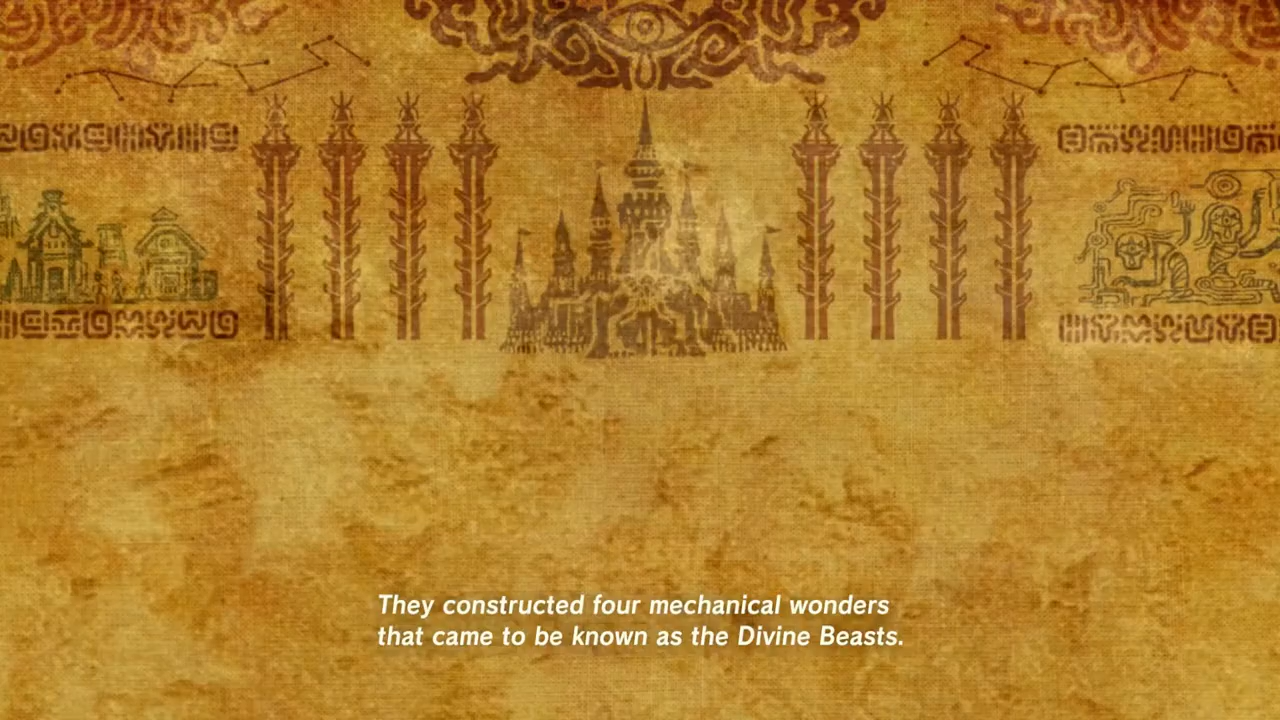 They constructed four mechanical wonders
that came to be known as the Divine Beasts.